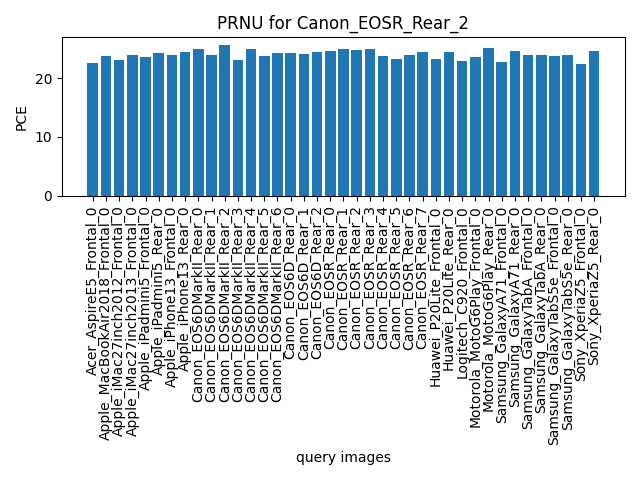 PRNU for Canon_EOSR_Rear_2
PCE
20
10
0
Acer_AspireE5_Frontal_0
Apple_MacBookAir2018_Frontal_0
Apple_iMac27inch2012_Frontal_0
Apple_iMac27inch2013_Frontal_0
Apple_iPadmini5_Frontal_0
Apple_iPadmini5_Rear_0
Apple_iPhone13_Frontal_0
Apple_iPhone13_Rear_0
Canon_EOS6DMarkII_Rear_0
Canon_EOS6DMarkII_Rear_1
Canon_EOS6DMarkII_Rear_2
Canon_EOS6DMarkII_Rear_3
Canon_EOS6DMarkII_Rear_4
Canon_EOS6DMarkII_Rear_5
Canon_EOS6DMarkII_Rear_6
Canon_EOS6D_Rear_0
Canon_EOS6D_Rear_1
Canon_EOS6D_Rear_2
Canon_EOSR_Rear_0
Canon_EOSR_Rear_1
Canon_EOSR_Rear_2
Canon_EOSR_Rear_3
Canon_EOSR_Rear_4
Canon_EOSR_Rear_5
Canon_EOSR_Rear_6
Canon_EOSR_Rear_7
Huawei_P20Lite_Frontal_0
Huawei_P20Lite_Rear_0
Logitech_C920_Frontal_0
Motorola_MotoG6Play_Frontal_0
Motorola_MotoG6Play_Rear_0
Samsung_GalaxyA71_Frontal_0
Samsung_GalaxyA71_Rear_0
Samsung_GalaxyTabA_Frontal_0
Samsung_GalaxyTabA_Rear_0
Samsung_GalaxyTabS5e_Frontal_0
Samsung_GalaxyTabS5e_Rear_0
Sony_XperiaZ5_Frontal_0
Sony_XperiaZ5_Rear_0
query images